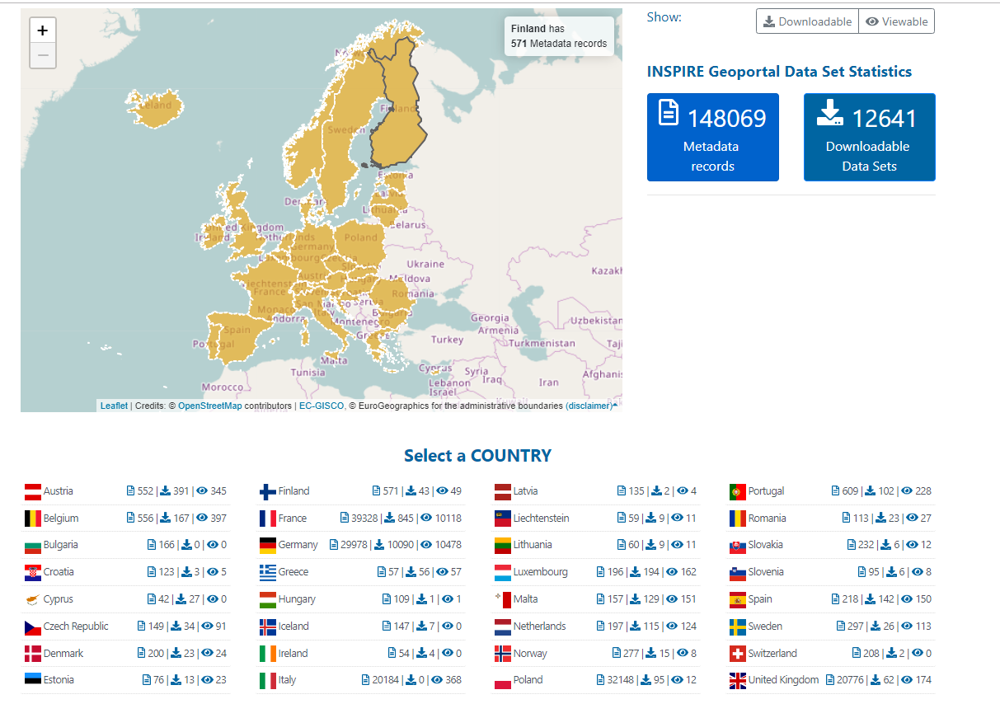 +
−
Finland has
571 Metadata records
Iceland
Sweden
Finland
Estonia
Latvia
Lithuania
Denmark
Belarus
United Kingdom
Ireland
Netherlands
Poland
Germany
Luxembourg
Czechia
Ukraine
Slovakia
Austria
Hungary
Moldova
Liechtenstein
France
Slovenia
Croatia
Romania
Monaco
San Marino
Serbia
Andorra
Italy
Montenegro
Bulgaria
Spain
Portugal
Greece
Georgia
Armenia
Turkey
Turkmenistan
Uzbekistan
Kazakh
Taji
Malta
Tunisia
Cyprus
Syria
Lebanon
Iraq
Israel
Iran
Afghanis
Morocco
Kuwait
Leaflet | Credits: © OpenStreetMap contributors | EC-GISCO, © EuroGeographics for the administrative boundaries (disclaimer)
Show:
Downloadable
Viewable
INSPIRE Geoportal Data Set Statistics
148069
Metadata
records
12641
Downloadable
Data Sets
Select a COUNTRY
Austria 552 | 391 | 345
Finland 571 | 43 | 49
Latvia 135 | 2 | 4
Portugal 609 | 102 | 228
Belgium 556 | 167 | 397
France 39328 | 845 | 10118
Liechtenstein 59 | 9 | 11
Romania 113 | 23 | 27
Bulgaria 166 | 0 | 0
Germany 29978 | 10090 | 10478
Lithuania 60 | 9 | 11
Slovakia 232 | 6 | 12
Croatia 123 | 3 | 5
Greece 57 | 56 | 57
Luxembourg 196 | 194 | 162
Slovenia 95 | 6 | 8
Cyprus 42 | 27 | 0
Hungary 109 | 1 | 1
Malta 157 | 129 | 151
Spain 218 | 142 | 150
Czech Republic 149 | 34 | 91
Iceland 147 | 7 | 0
Netherlands 197 | 115 | 124
Sweden 297 | 26 | 113
Denmark 200 | 23 | 24
Ireland 54 | 4 | 0
Norway 277 | 15 | 8
Switzerland 208 | 2 | 0
Estonia 76 | 13 | 23
Italy 20184 | 0 | 368
Poland 32148 | 95 | 12
United Kingdom 20776 | 62 | 174